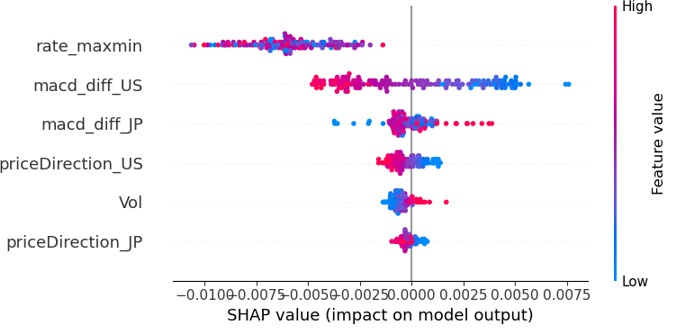 High
rate_maxmin
macd_diff_US
macd_diff_JP
priceDirection_US
Vol
priceDirection_JP
Feature value
Low
−0.0100 −0.0075 −0.0050 −0.0025 0.0000 0.0025 0.0050 0.0075
SHAP value (impact on model output)